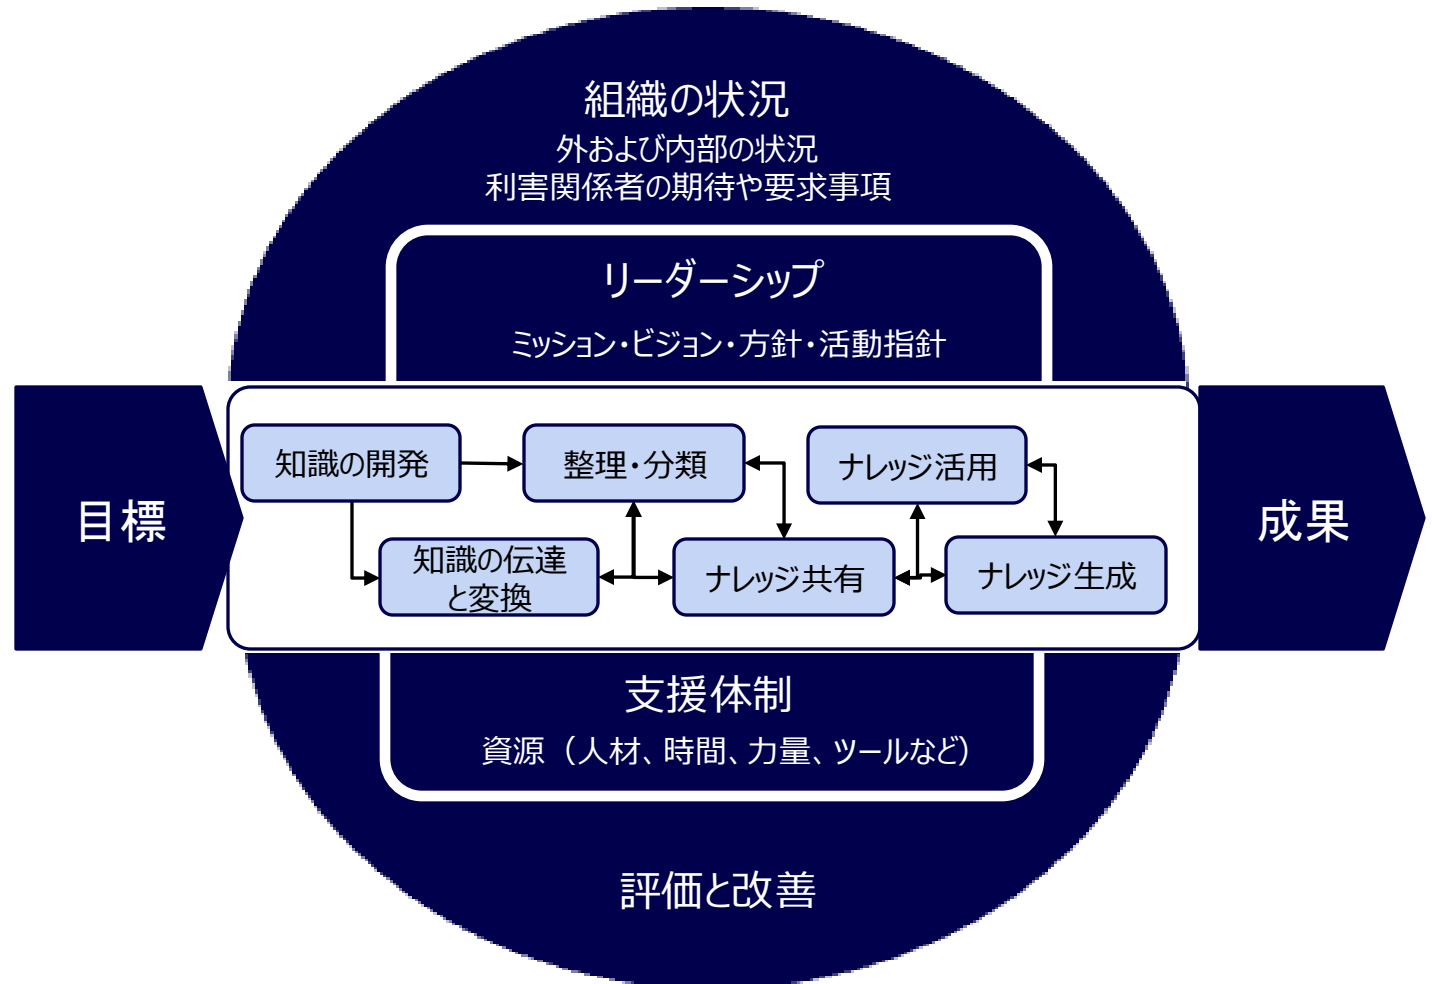 組織の状況
外および内部の状況
利害関係者の期待や要求事項
リーダーシップ
ミッション・ビジョン・方針・活動指針
目標
知識の開発
整理・分類
ナレッジ活用
知識の伝達
と変換
ナレッジ共有
ナレッジ生成
成果
支援体制
資源（人材、時間、力量、ツールなど）
評価と改善